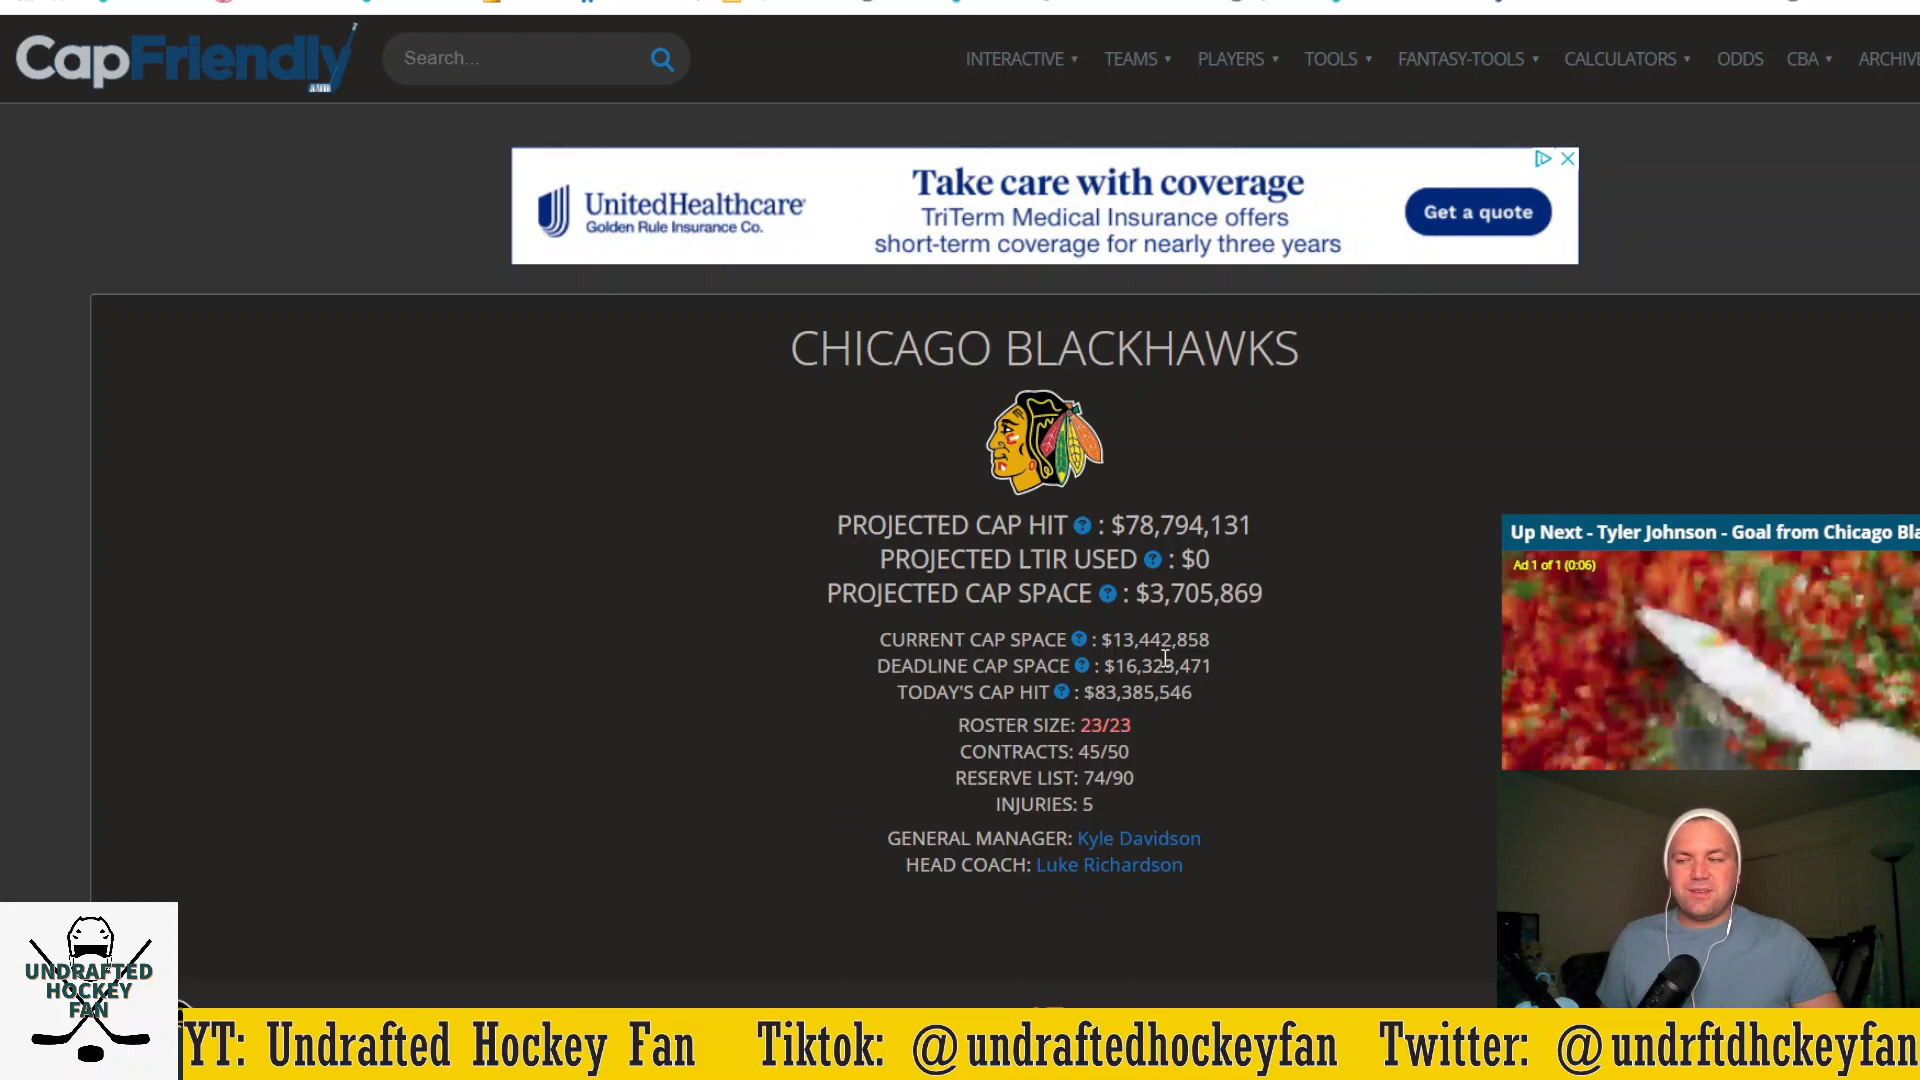 CapFriendly
Search...
INTERACTIVE ▾ TEAMS ▾ PLAYERS ▾ TOOLS ▾ FANTASY-TOOLS ▾ CALCULATORS ▾ ODDS CBA ▾ ARCHIVE
UnitedHealthcare
Golden Rule Insurance Co.
Take care with coverage
TriTerm Medical Insurance offers
short-term coverage for nearly three years
Get a quote
CHICAGO BLACKHAWKS
PROJECTED CAP HIT ? : $78,794,131
PROJECTED LTIR USED ? : $0
PROJECTED CAP SPACE ? : $3,705,869
CURRENT CAP SPACE ? : $13,442,858
DEADLINE CAP SPACE ? : $16,323,471
TODAY'S CAP HIT ? : $83,385,546
ROSTER SIZE: 23/23
CONTRACTS: 45/50
RESERVE LIST: 74/90
INJURIES: 5
GENERAL MANAGER: Kyle Davidson
HEAD COACH: Luke Richardson
Up Next - Tyler Johnson - Goal from Chicago Bla
Ad 1 of 1 (0:06)
UNDRAFTED
HOCKEY
FAN
YT: Undrafted Hockey Fan Tiktok: @undraftedhockeyfan Twitter: @undrftdhckeyfan